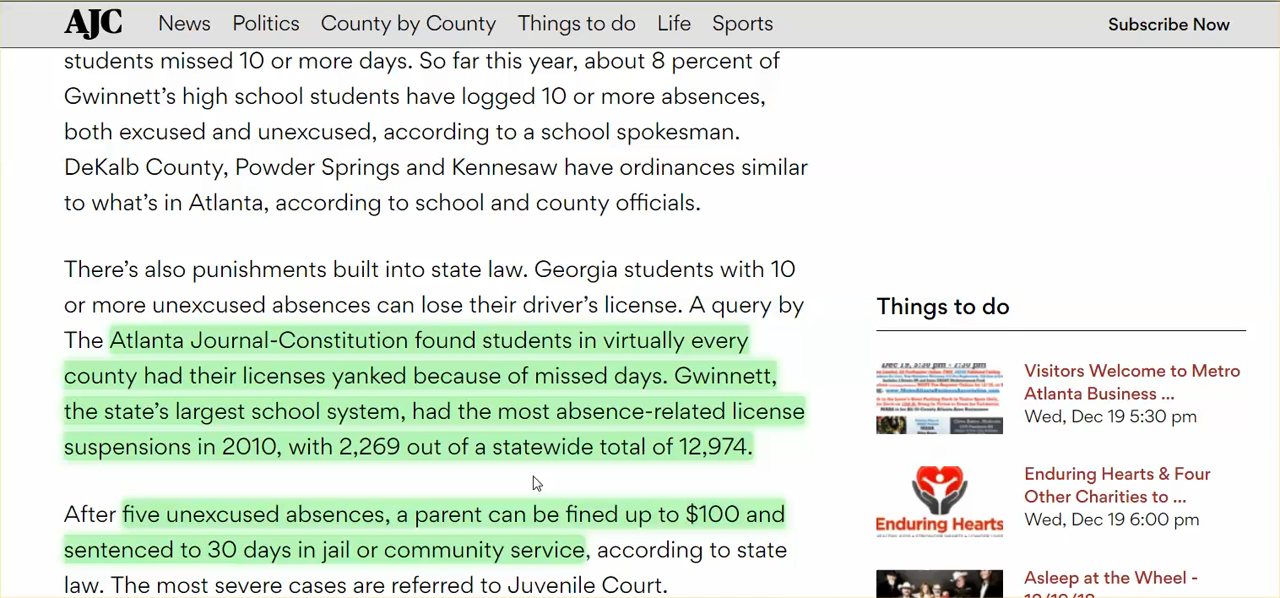 AJC News Politics County by County Things to do Life Sports Subscribe Now
students missed 10 or more days. So far this year, about 8 percent of
Gwinnett’s high school students have logged 10 or more absences,
both excused and unexcused, according to a school spokesman.
DeKalb County, Powder Springs and Kennesaw have ordinances similar
to what’s in Atlanta, according to school and county officials.
There’s also punishments built into state law. Georgia students with 10
or more unexcused absences can lose their driver’s license. A query by
The Atlanta Journal-Constitution found students in virtually every
county had their licenses yanked because of missed days. Gwinnett,
the state’s largest school system, had the most absence-related license
suspensions in 2010, with 2,269 out of a statewide total of 12,974.
After five unexcused absences, a parent can be fined up to $100 and
sentenced to 30 days in jail or community service, according to state
law. The most severe cases are referred to Juvenile Court.
Things to do
Visitors Welcome to Metro
Atlanta Business ...
Wed, Dec 19 5:30 pm
Enduring Hearts
Enduring Hearts & Four
Other Charities to ...
Wed, Dec 19 6:00 pm
Asleep at the Wheel -